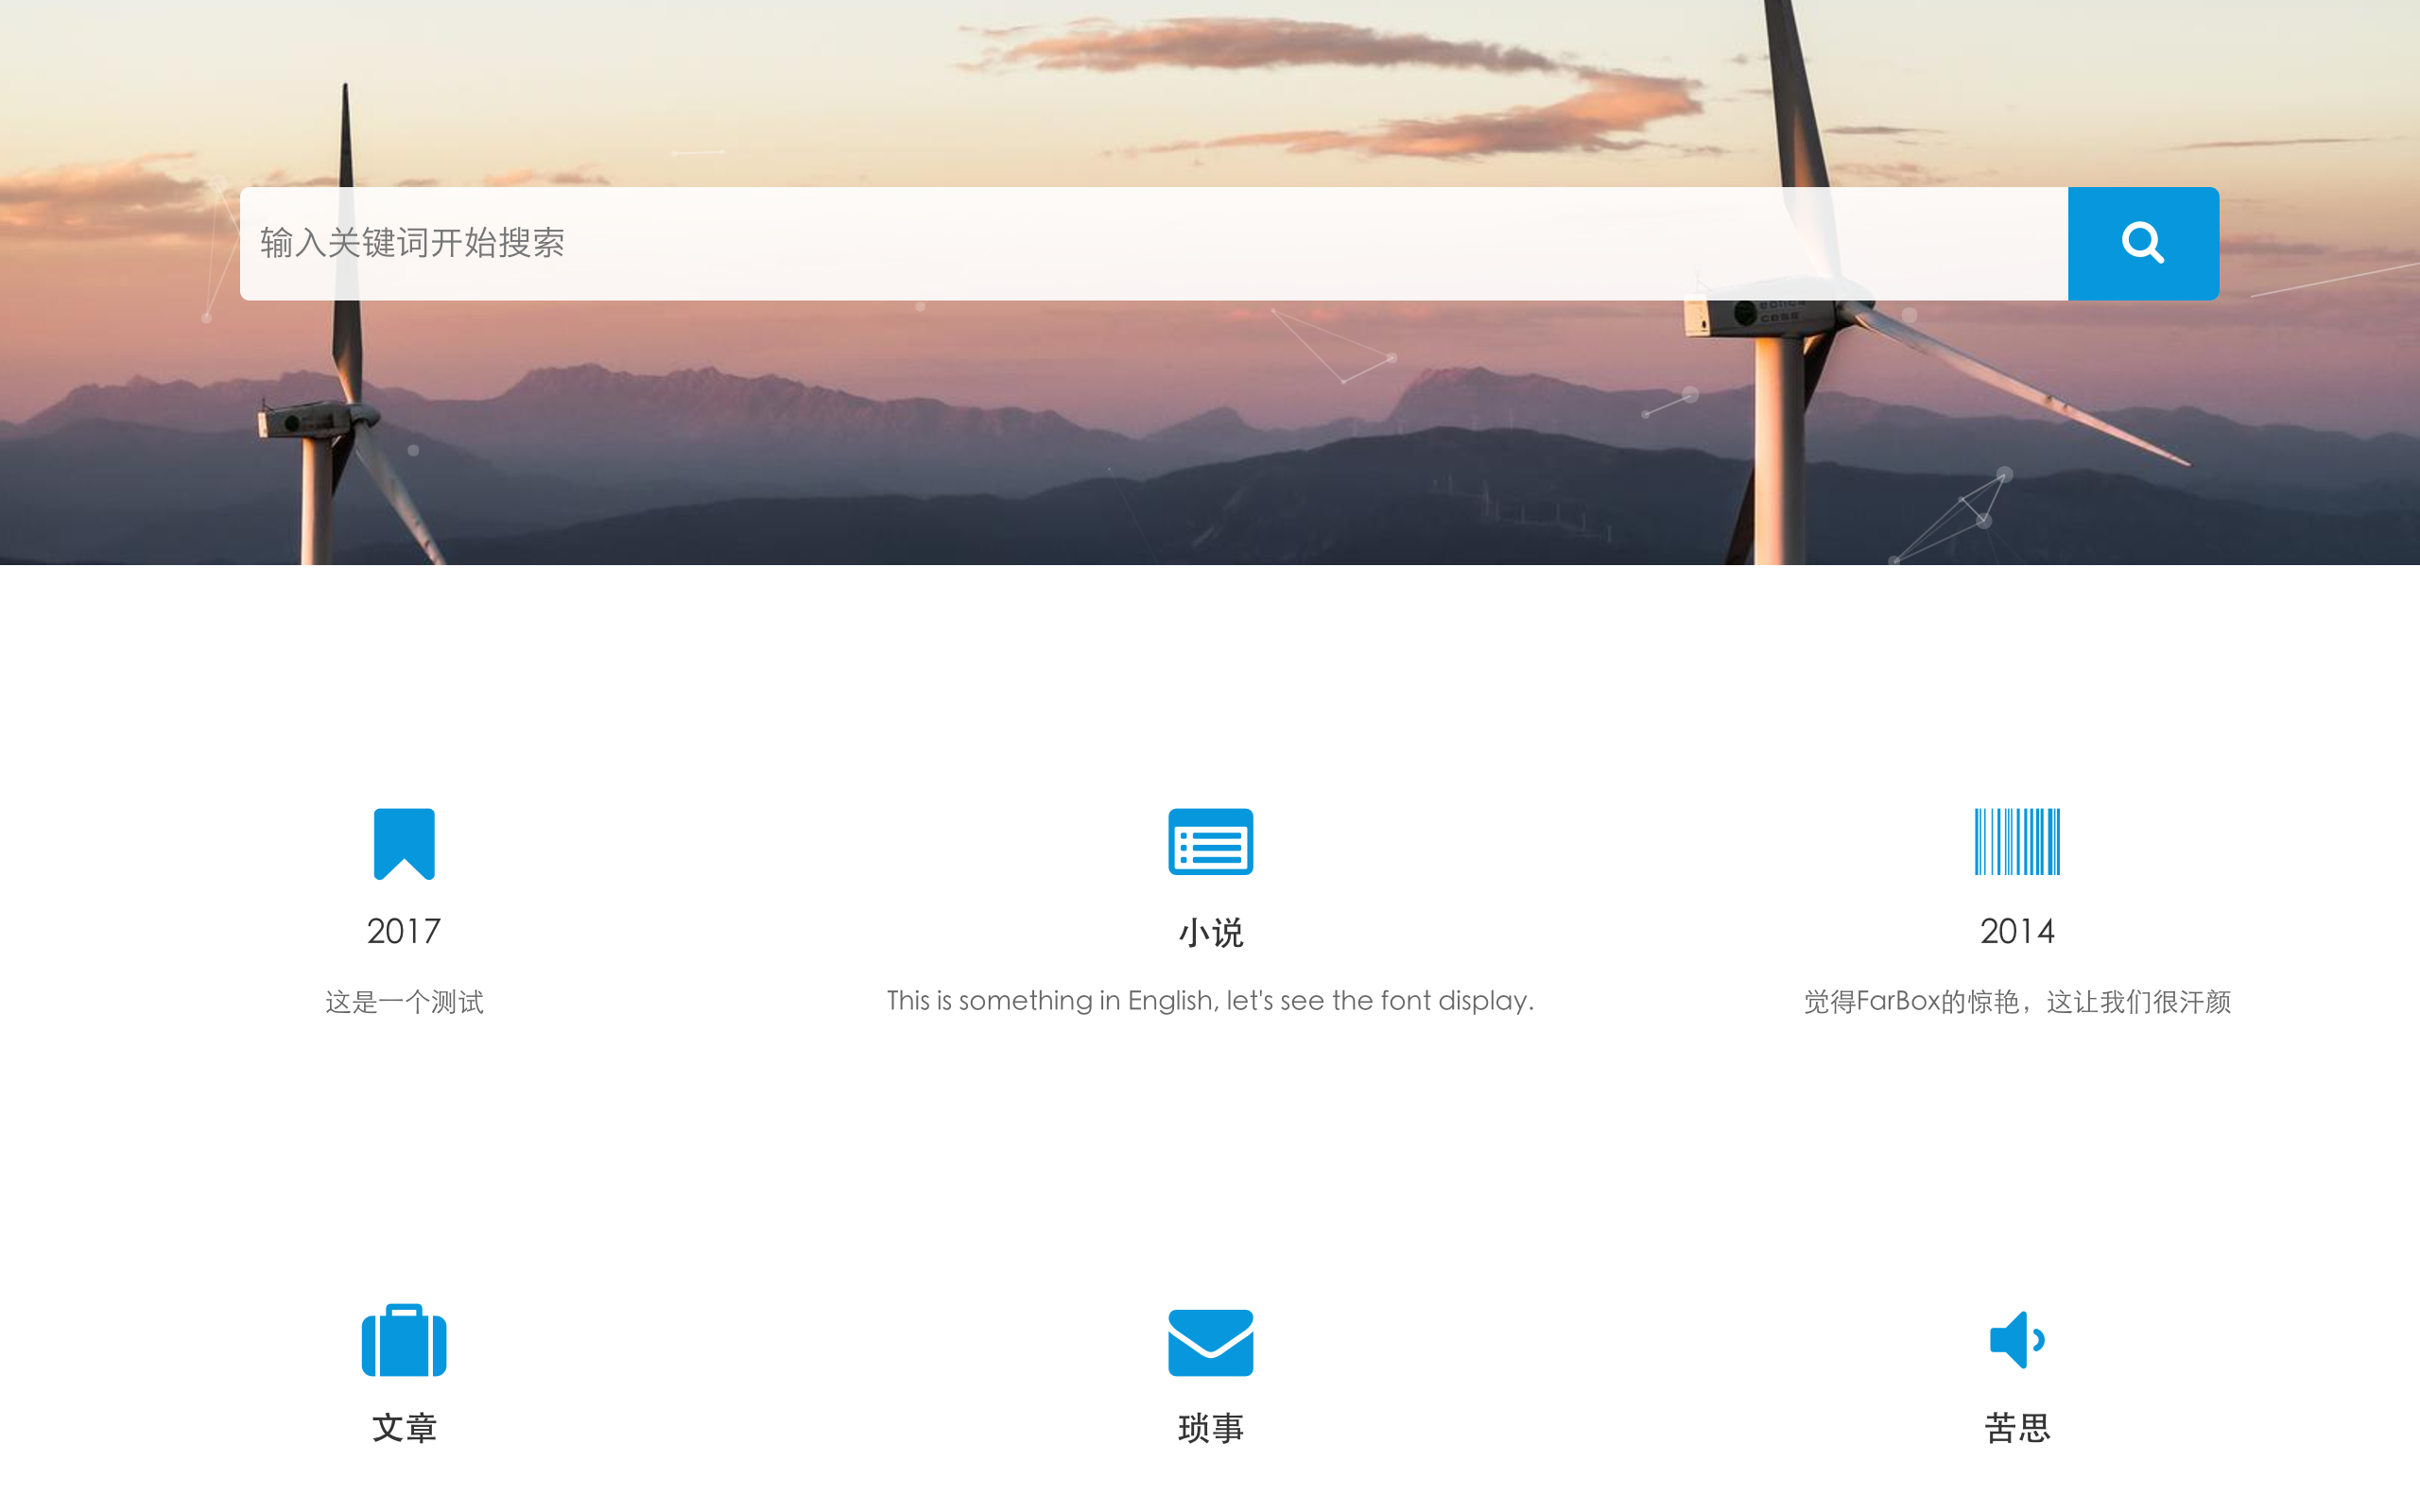 输入关键词开始搜索
2017
小说
2014
这是一个测试
This is something in English, let's see the font display.
觉得FarBox的惊艳，这让我们很汗颜
文章
琐事
苦思